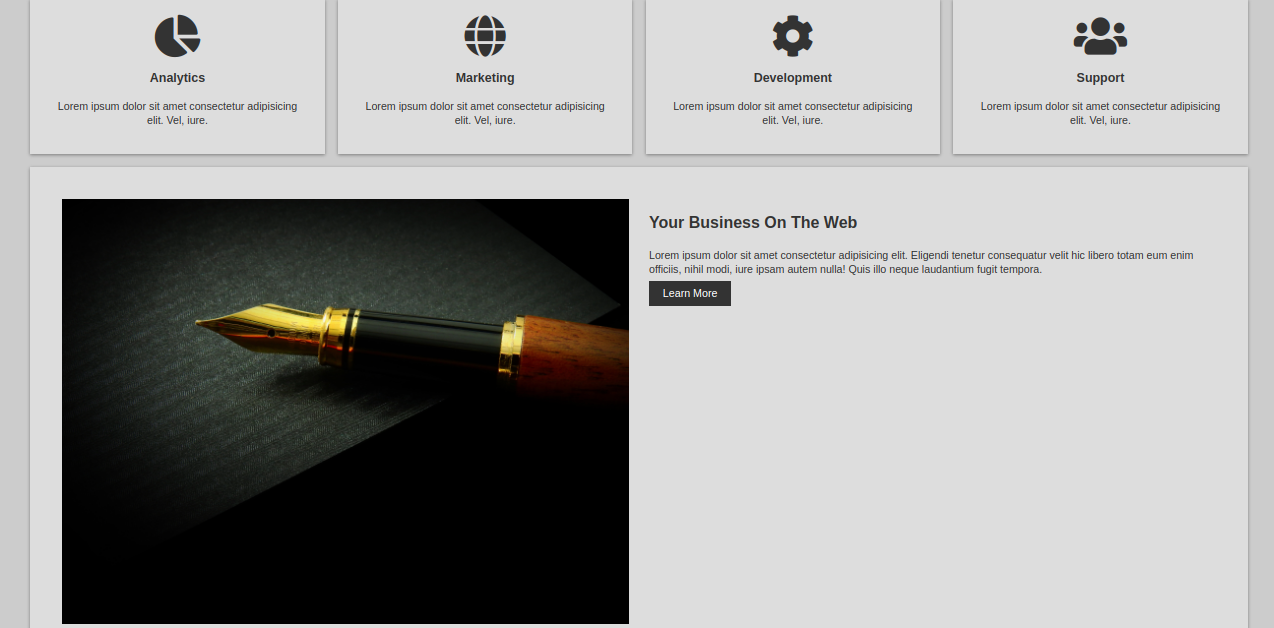 Analytics
Lorem ipsum dolor sit amet consectetur adipisicing
elit. Vel, iure.
Marketing
Lorem ipsum dolor sit amet consectetur adipisicing
elit. Vel, iure.
Development
Lorem ipsum dolor sit amet consectetur adipisicing
elit. Vel, iure.
Support
Lorem ipsum dolor sit amet consectetur adipisicing
elit. Vel, iure.
Your Business On The Web
Lorem ipsum dolor sit amet consectetur adipisicing elit. Eligendi tenetur consequatur velit hic libero totam eum enim
officiis, nihil modi, iure ipsam autem nulla! Quis illo neque laudantium fugit tempora.
Learn More